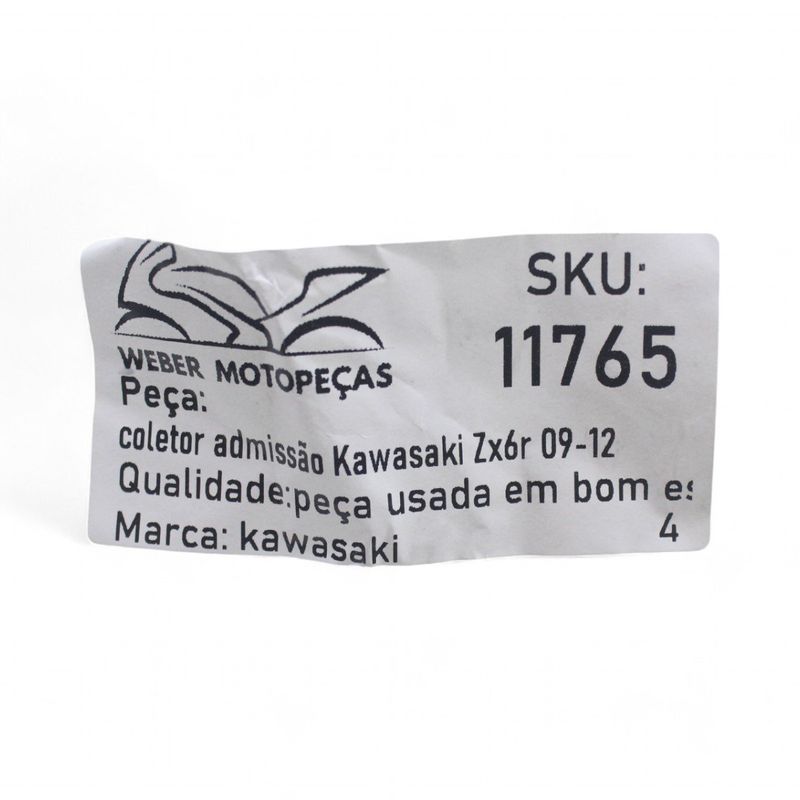 SKU:
11765
WEBER MOTOPEÇAS
Peça:
coletor admissão Kawasaki Zx6r 09-12
Qualidade:peça usada em bom es
Marca: kawasaki
4